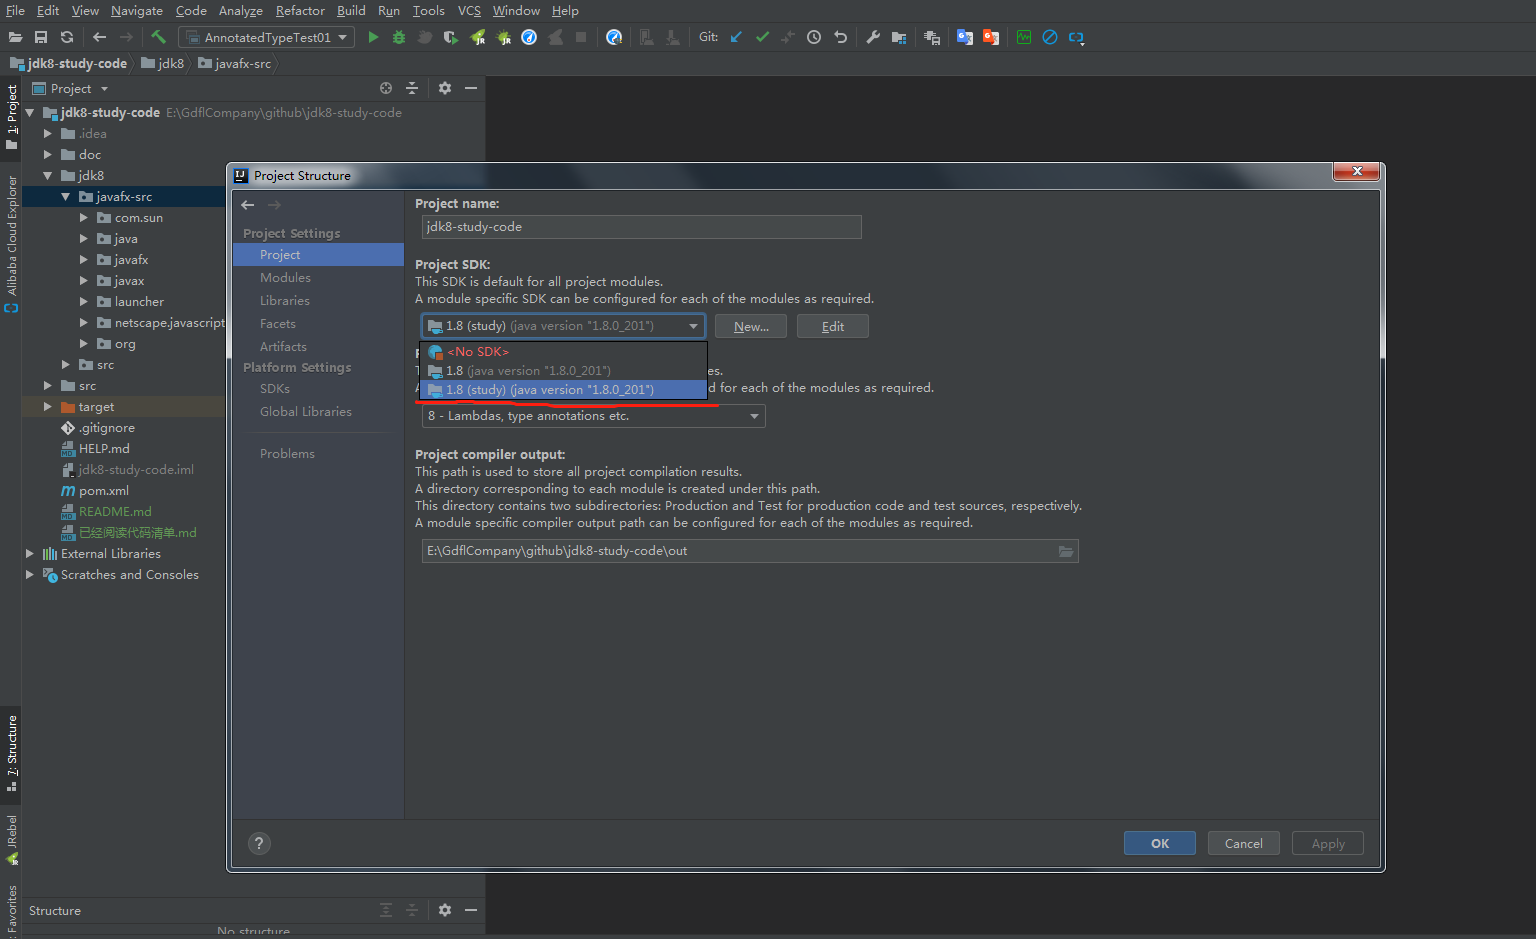 File Edit View Navigate Code Analyze Refactor Build Run Tools VCS Window Help
AnnotatedTypeTest01 Git:
jdk8-study-code jdk8 javafx-src
1: Project
Alibaba Cloud Explorer
7: Structure
JRebel
Favorites
Project
jdk8-study-code E:\GdflCompany\github\jdk8-study-code
.idea
doc
jdk8
javafx-src
com.sun
java
javafx
javax
launcher
netscape.javascript
org
src
src
target
.gitignore
HELP.md
jdk8-study-code.iml
pom.xml
README.md
已经阅读代码清单.md
External Libraries
Scratches and Consoles
Structure
No structure
Project Structure
Project Settings
Project
Modules
Libraries
Facets
Artifacts
Platform Settings
SDKs
Global Libraries
Problems
Project name:
jdk8-study-code
Project SDK:
This SDK is default for all project modules.
A module specific SDK can be configured for each of the modules as required.
1.8 (study) (java version "1.8.0_201") New... Edit
<No SDK>
1.8 (java version "1.8.0_201") es.
1.8 (study) (java version "1.8.0_201") d for each of the modules as required.
8 - Lambdas, type annotations etc.
Project compiler output:
This path is used to store all project compilation results.
A directory corresponding to each module is created under this path.
This directory contains two subdirectories: Production and Test for production code and test sources, respectively.
A module specific compiler output path can be configured for each of the modules as required.
E:\GdflCompany\github\jdk8-study-code\out
? OK Cancel Apply